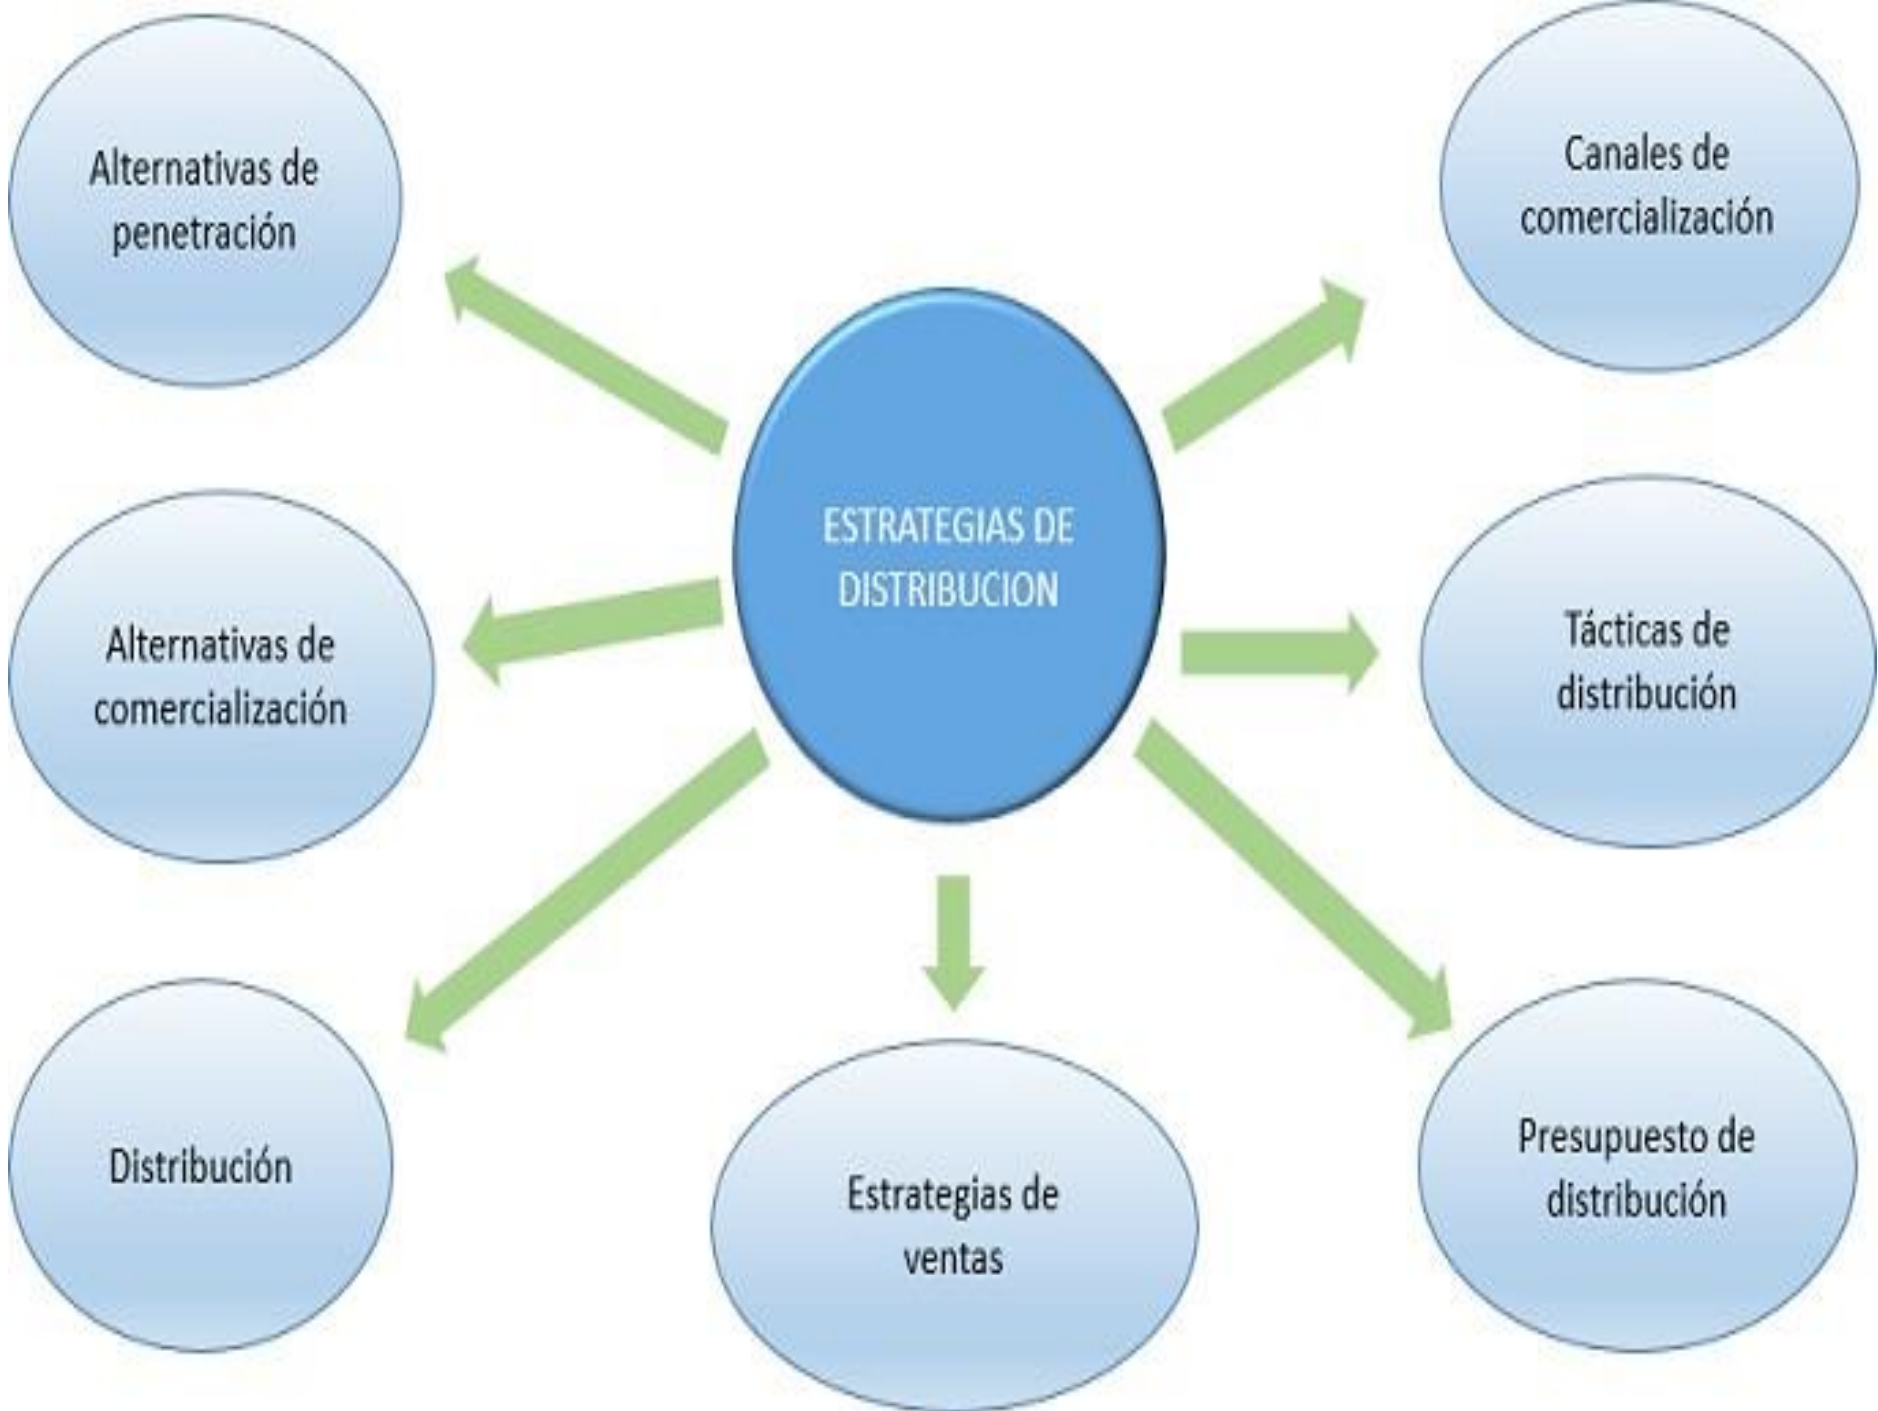 Alternativas de
penetración
Canales de
comercialización
ESTRATEGIAS DE
DISTRIBUCION
Alternativas de
comercialización
Tácticas de
distribución
Distribución
Estrategias de
ventas
Presupuesto de
distribución